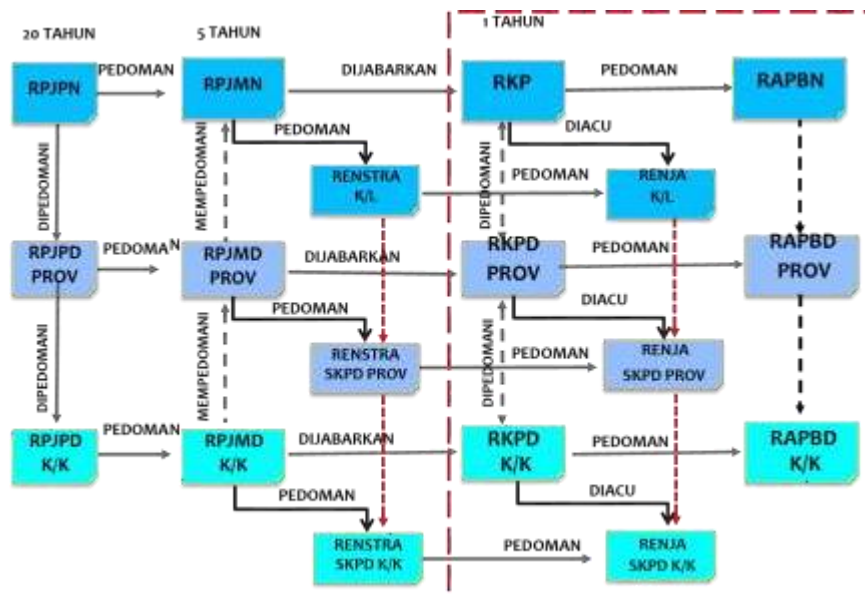 20 TAHUN
5 TAHUN
1 TAHUN
RPJPN
PEDOMAN
RPJMN
DIJABARKAN
RKP
PEDOMAN
RAPBN
PEDOMAN
DIACU
DIPEDOMANI
MEMPEDOMANI
DIPEDOMANI
RENSTRA
K/L
PEDOMAN
RENJA
K/L
RPJPD
PROV
PEDOMAN
RPJMD
PROV
DIJABARKAN
RKPD
PROV
PEDOMAN
RAPBD
PROV
PEDOMAN
DIACU
DIPEDOMANI
MEMPEDOMANI
DIPEDOMANI
RENSTRA
SKPD PROV
PEDOMAN
RENJA
SKPD PROV
RPJPD
K/K
PEDOMAN
RPJMD
K/K
DIJABARKAN
RKPD
K/K
PEDOMAN
RAPBD
K/K
PEDOMAN
DIACU
RENSTRA
SKPD K/K
PEDOMAN
RENJA
SKPD K/K